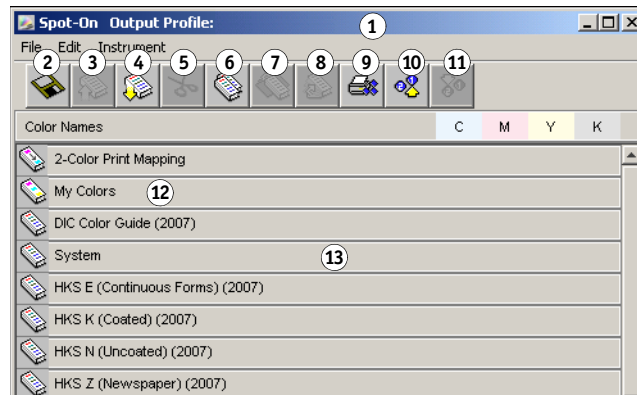 Spot-On Output Profile:
1
File Edit Instrument
2 3 4 5 6 7 8 9 10 11
Color Names C M Y K
2-Color Print Mapping
My Colors 12
DIC Color Guide (2007)
System 13
HKS E (Continuous Forms) (2007)
HKS K (Coated) (2007)
HKS N (Uncoated) (2007)
HKS Z (Newspaper) (2007)